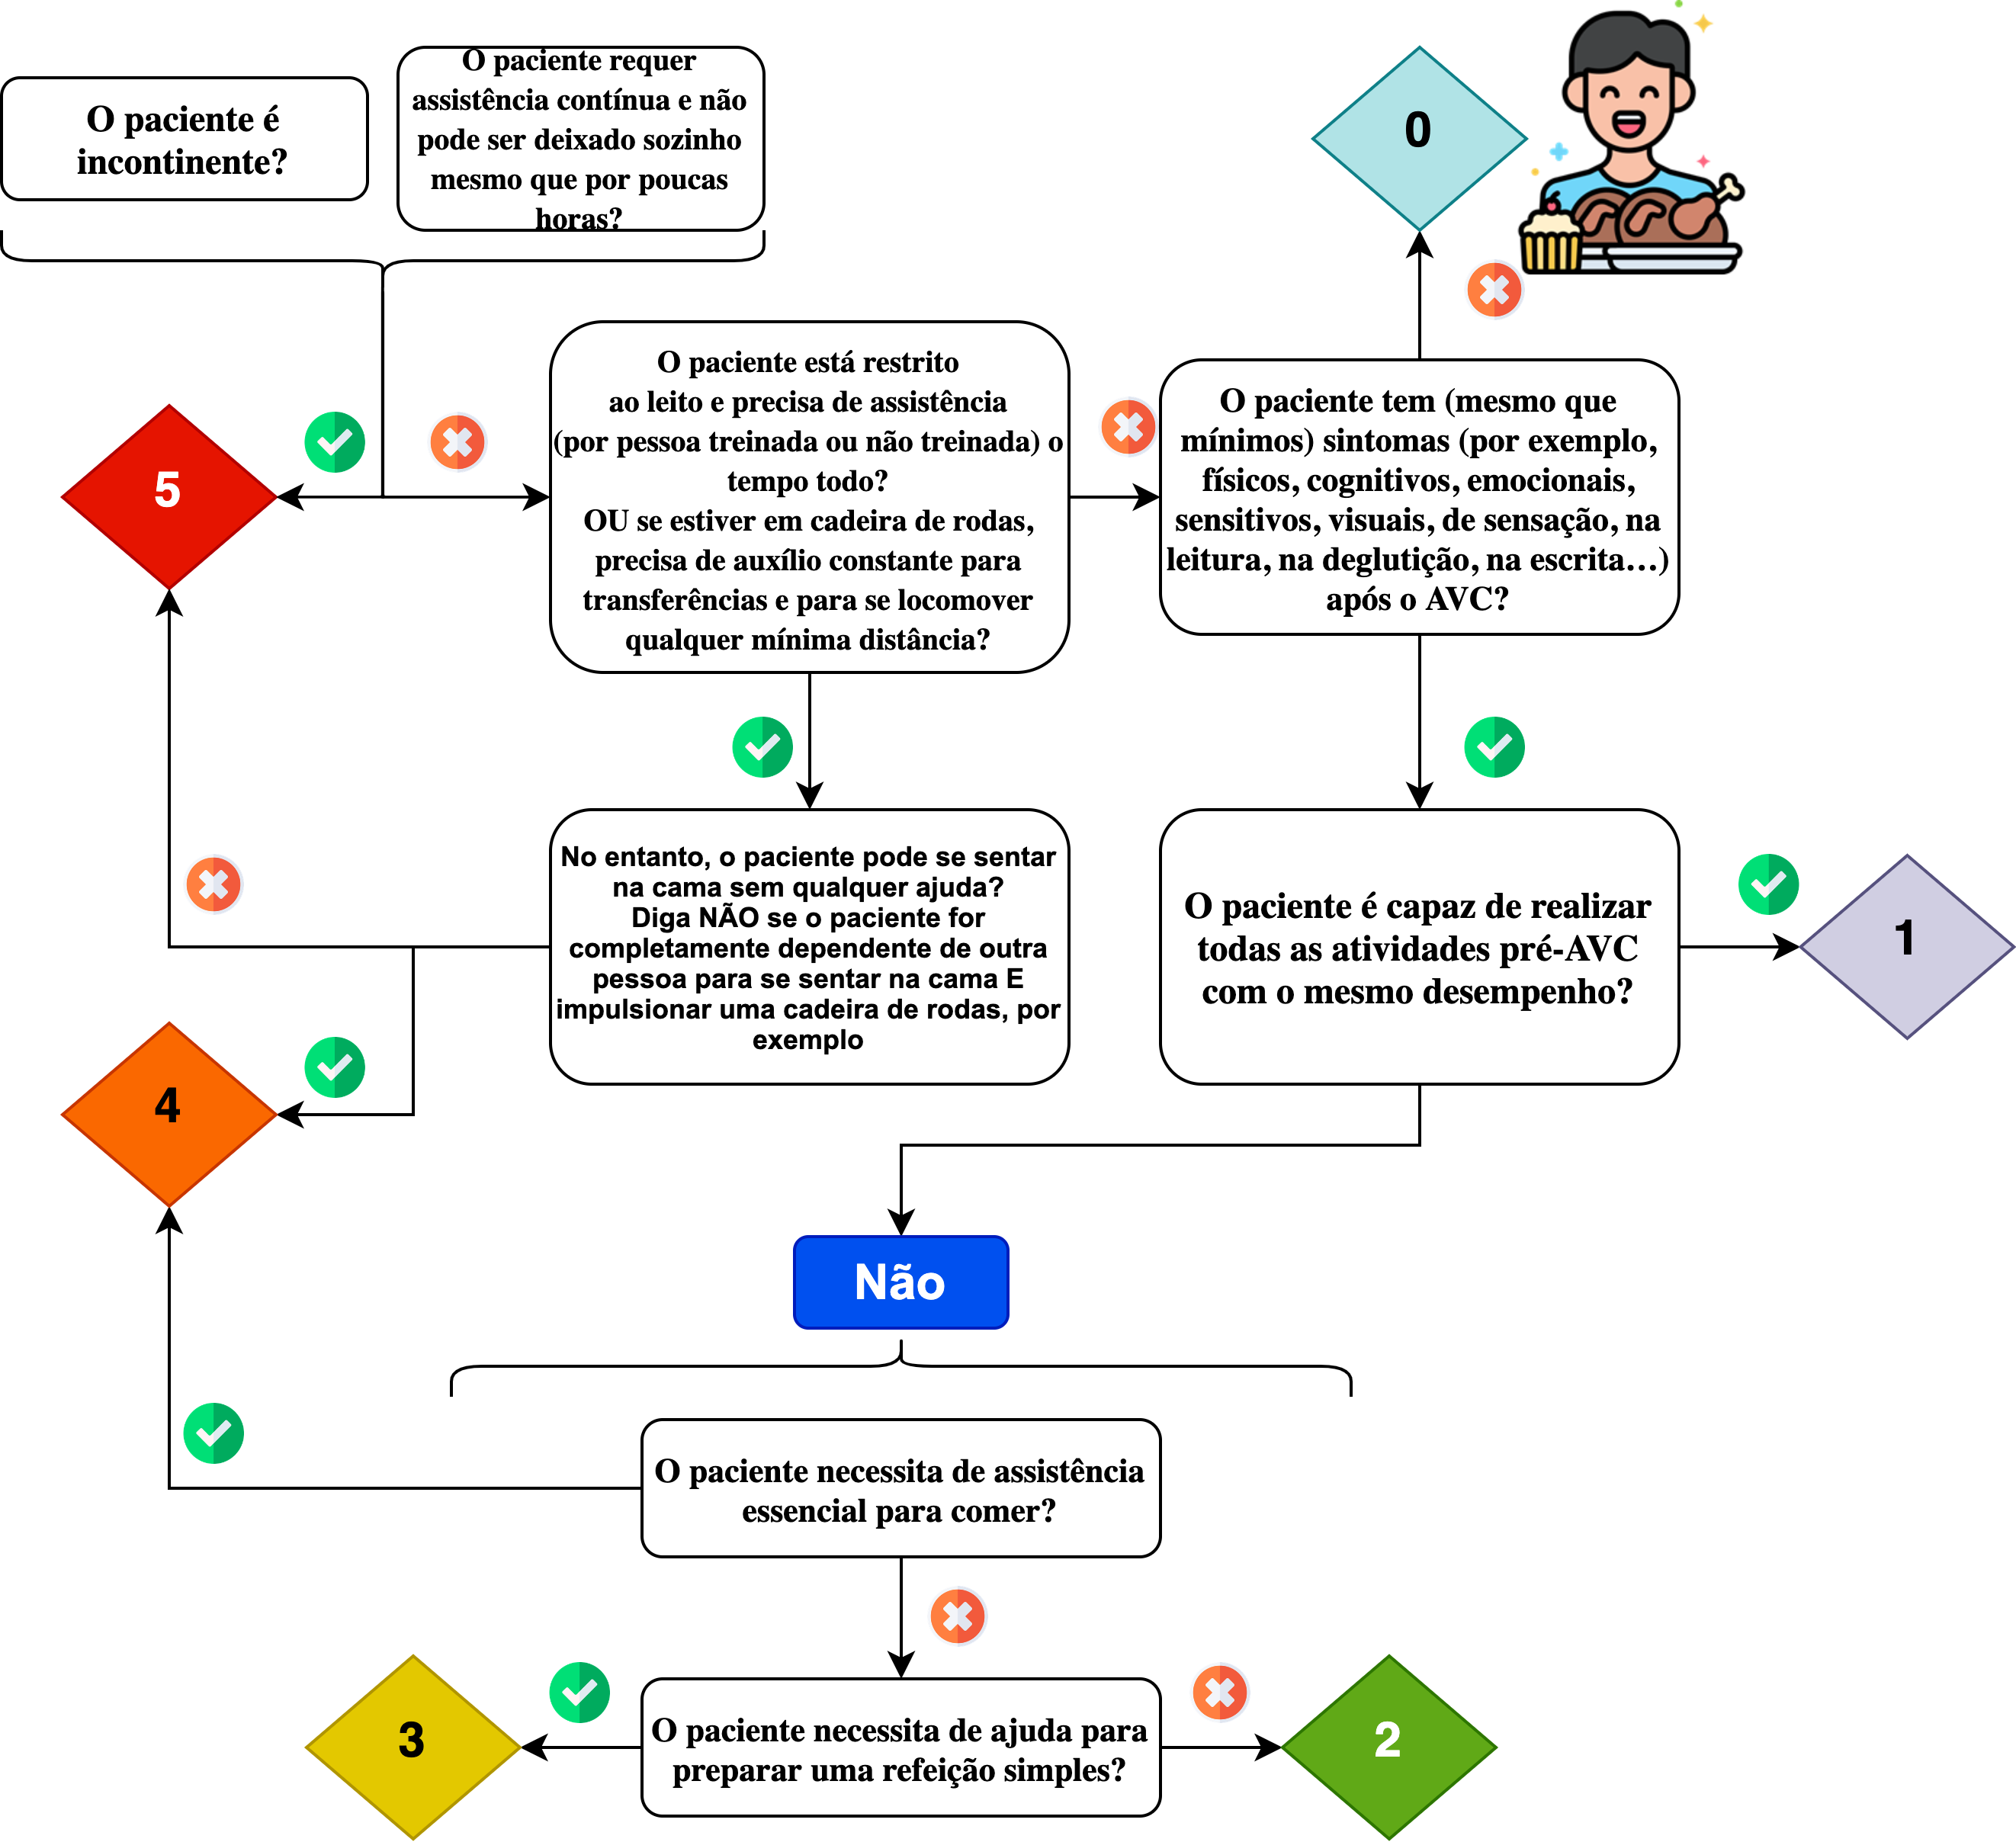 O paciente é
incontinente?
O paciente requer
assistência contínua e não
pode ser deixado sozinho
mesmo que por poucas
horas?
0
5
O paciente está restrito
ao leito e precisa de assistência
(por pessoa treinada ou não treinada) o
tempo todo?
OU se estiver em cadeira de rodas,
precisa de auxílio constante para
transferências e para se locomover
qualquer mínima distância?
O paciente tem (mesmo que
mínimos) sintomas (por exemplo,
físicos, cognitivos, emocionais,
sensitivos, visuais, de sensação, na
leitura, na deglutição, na escrita...)
após o AVC?
No entanto, o paciente pode se sentar
na cama sem qualquer ajuda?
Diga NÃO se o paciente for
completamente dependente de outra
pessoa para se sentar na cama E
impulsionar uma cadeira de rodas, por
exemplo
O paciente é capaz de realizar
todas as atividades pré-AVC
com o mesmo desempenho?
1
4
Não
O paciente necessita de assistência
essencial para comer?
3
O paciente necessita de ajuda para
preparar uma refeição simples?
2